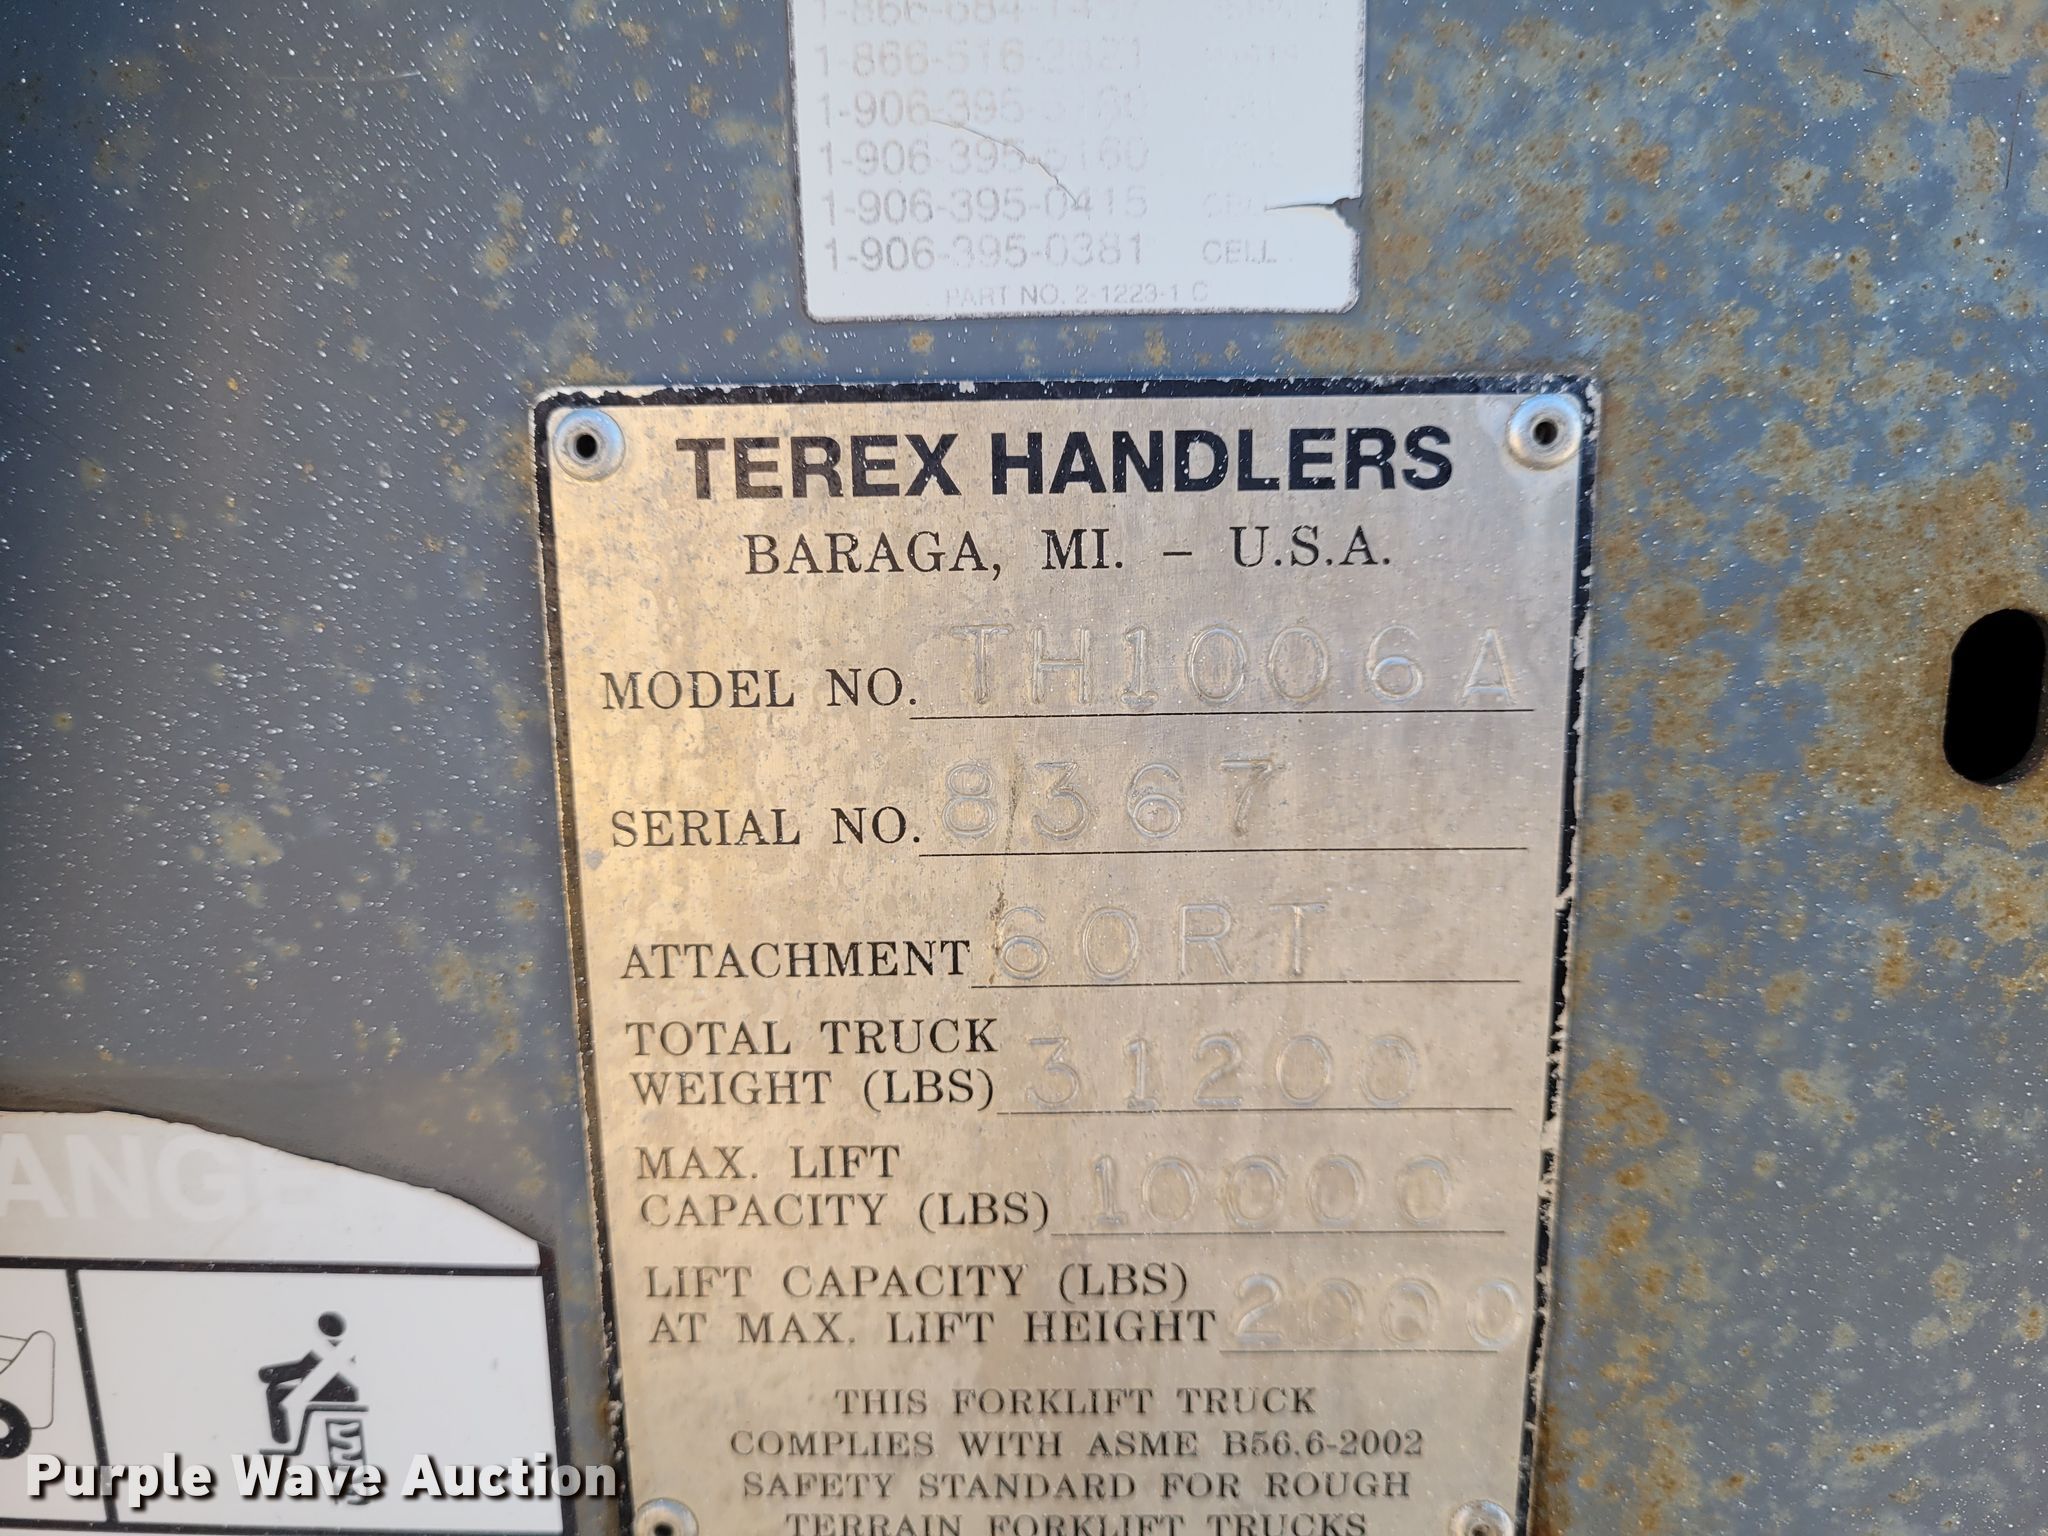 1-906-395-5160
1-906-395-5160
1-906-395-0415
1-906-395-0381 CELL
PART NO. 2-1223-1 C
TEREX HANDLERS
BARAGA, MI. – U.S.A.
MODEL NO. TH1006A
SERIAL NO. 8367
ATTACHMENT 60RT
TOTAL TRUCK
WEIGHT (LBS) 31200
MAX. LIFT
CAPACITY (LBS) 10000
LIFT CAPACITY (LBS)
AT MAX. LIFT HEIGHT 2000
THIS FORKLIFT TRUCK
COMPLIES WITH ASME B56.6-2002
SAFETY STANDARD FOR ROUGH
TERRAIN FORKLIFT TRUCKS
ANGE
Purple Wave Auction